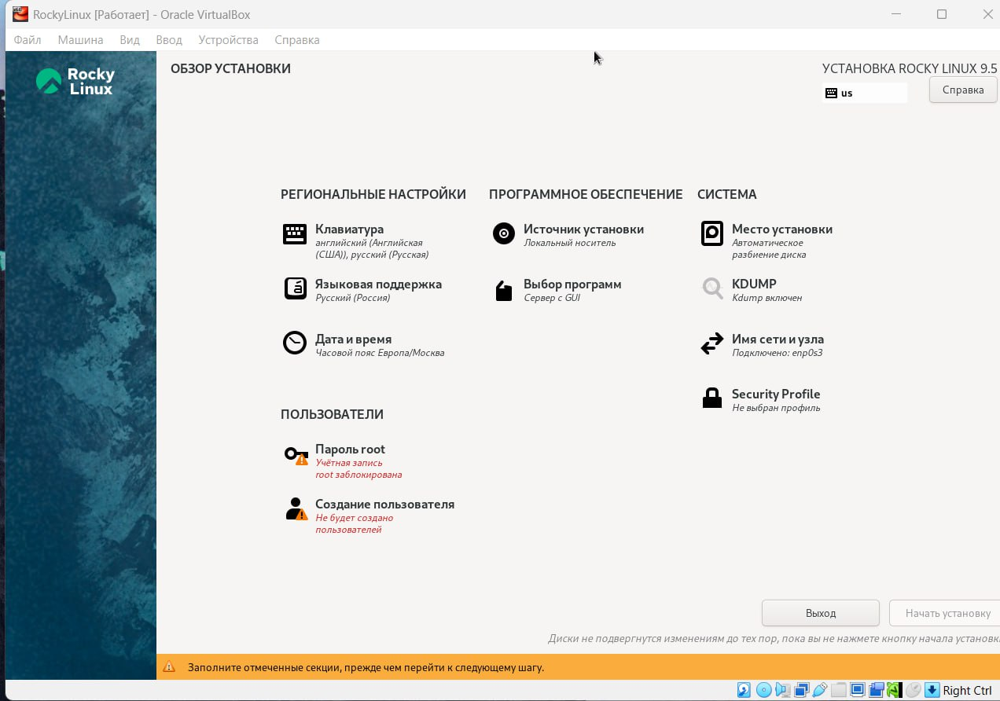 RockyLinux [Работает] - Oracle VirtualBox
Файл Машина Вид Ввод Устройства Справка
Rocky
Linux
ОБЗОР УСТАНОВКИ
УСТАНОВКА ROCKY LINUX 9.5
us
Справка
РЕГИОНАЛЬНЫЕ НАСТРОЙКИ
Клавиатура
английский (Английская
(США)), русский (Русская)
Языковая поддержка
Русский (Россия)
Дата и время
Часовой пояс Европа/Москва
ПРОГРАММНОЕ ОБЕСПЕЧЕНИЕ
Источник установки
Локальный носитель
Выбор программ
Сервер с GUI
СИСТЕМА
Место установки
Автоматическое
разбиение диска
KDUMP
Kdump включен
Имя сети и узла
Подключено: enp0s3
Security Profile
Не выбран профиль
ПОЛЬЗОВАТЕЛИ
Пароль root
Учётная запись
root заблокирована
Создание пользователя
Не будет создано
пользователей
Выход
Начать установку
Диски не подвергнутся изменениям до тех пор, пока вы не нажмете кнопку начала установк
Заполните отмеченные секции, прежде чем перейти к следующему шагу.
Right Ctrl